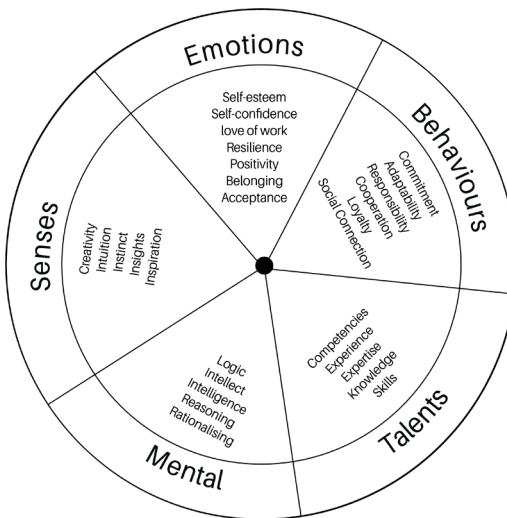 Emotions
Self-esteem
Self-confidence
love of work
Resilience
Positivity
Belonging
Acceptance
Behaviours
Commitment
Adaptability
Responsibility
Cooperation
Loyalty
Social Connection
Talents
Competencies
Experience
Expertise
Knowledge
Skills
Mental
Logic
Intellect
Intelligence
Reasoning
Rationalising
Senses
Creativity
Intuition
Instinct
Insights
Inspiration